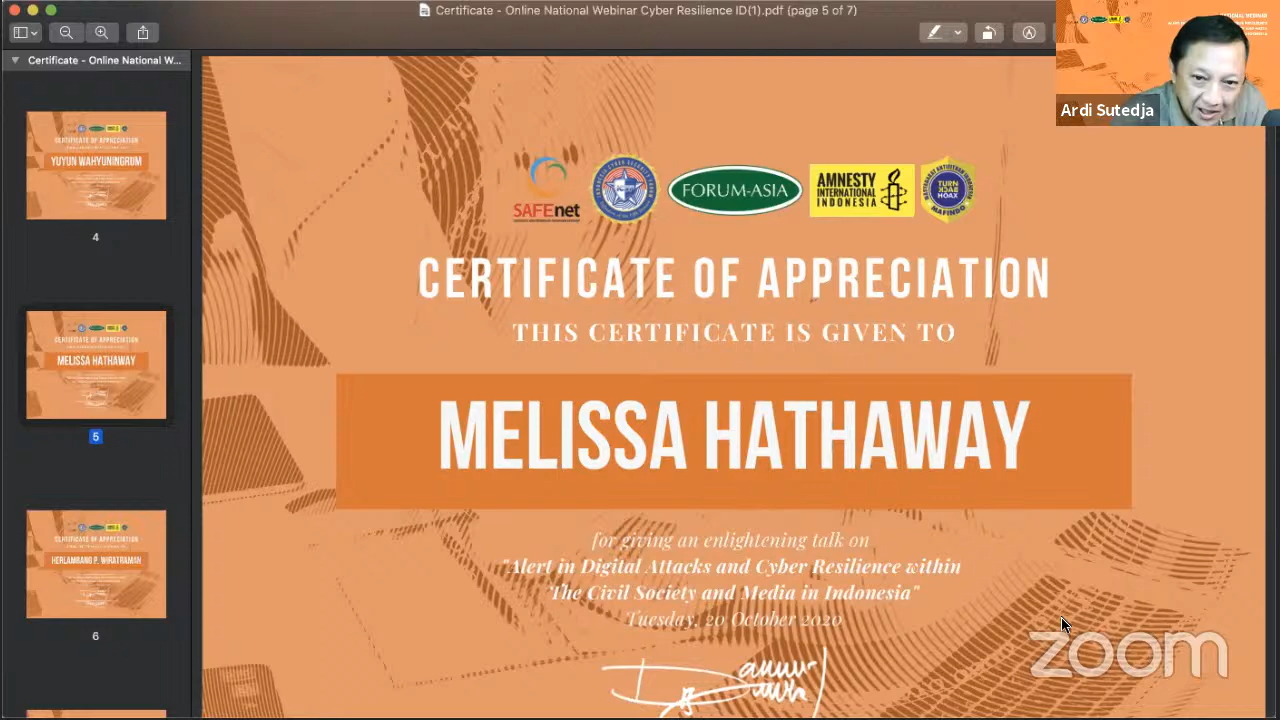 Certificate - Online National Webinar Cyber Resilience ID(1).pdf (page 5 of 7)
Certificate - Online National W...
CERTIFICATE OF APPRECIATION
YUYUN WAHYUNINGRUM
4
CERTIFICATE OF APPRECIATION
MELISSA HATHAWAY
5
CERTIFICATE OF APPRECIATION
HERLAMBANG P. WIRATRAMAN
6
SAFEnet
FORUM-ASIA
AMNESTY
INTERNATIONAL
INDONESIA
TURN
BACK
HOAX
MAFINDO
CERTIFICATE OF APPRECIATION
THIS CERTIFICATE IS GIVEN TO
MELISSA HATHAWAY
for giving an enlightening talk on
"Alert in Digital Attacks and Cyber Resilience within
The Civil Society and Media in Indonesia"
Tuesday, 20 October 2020
Ardi Sutedja
zoom